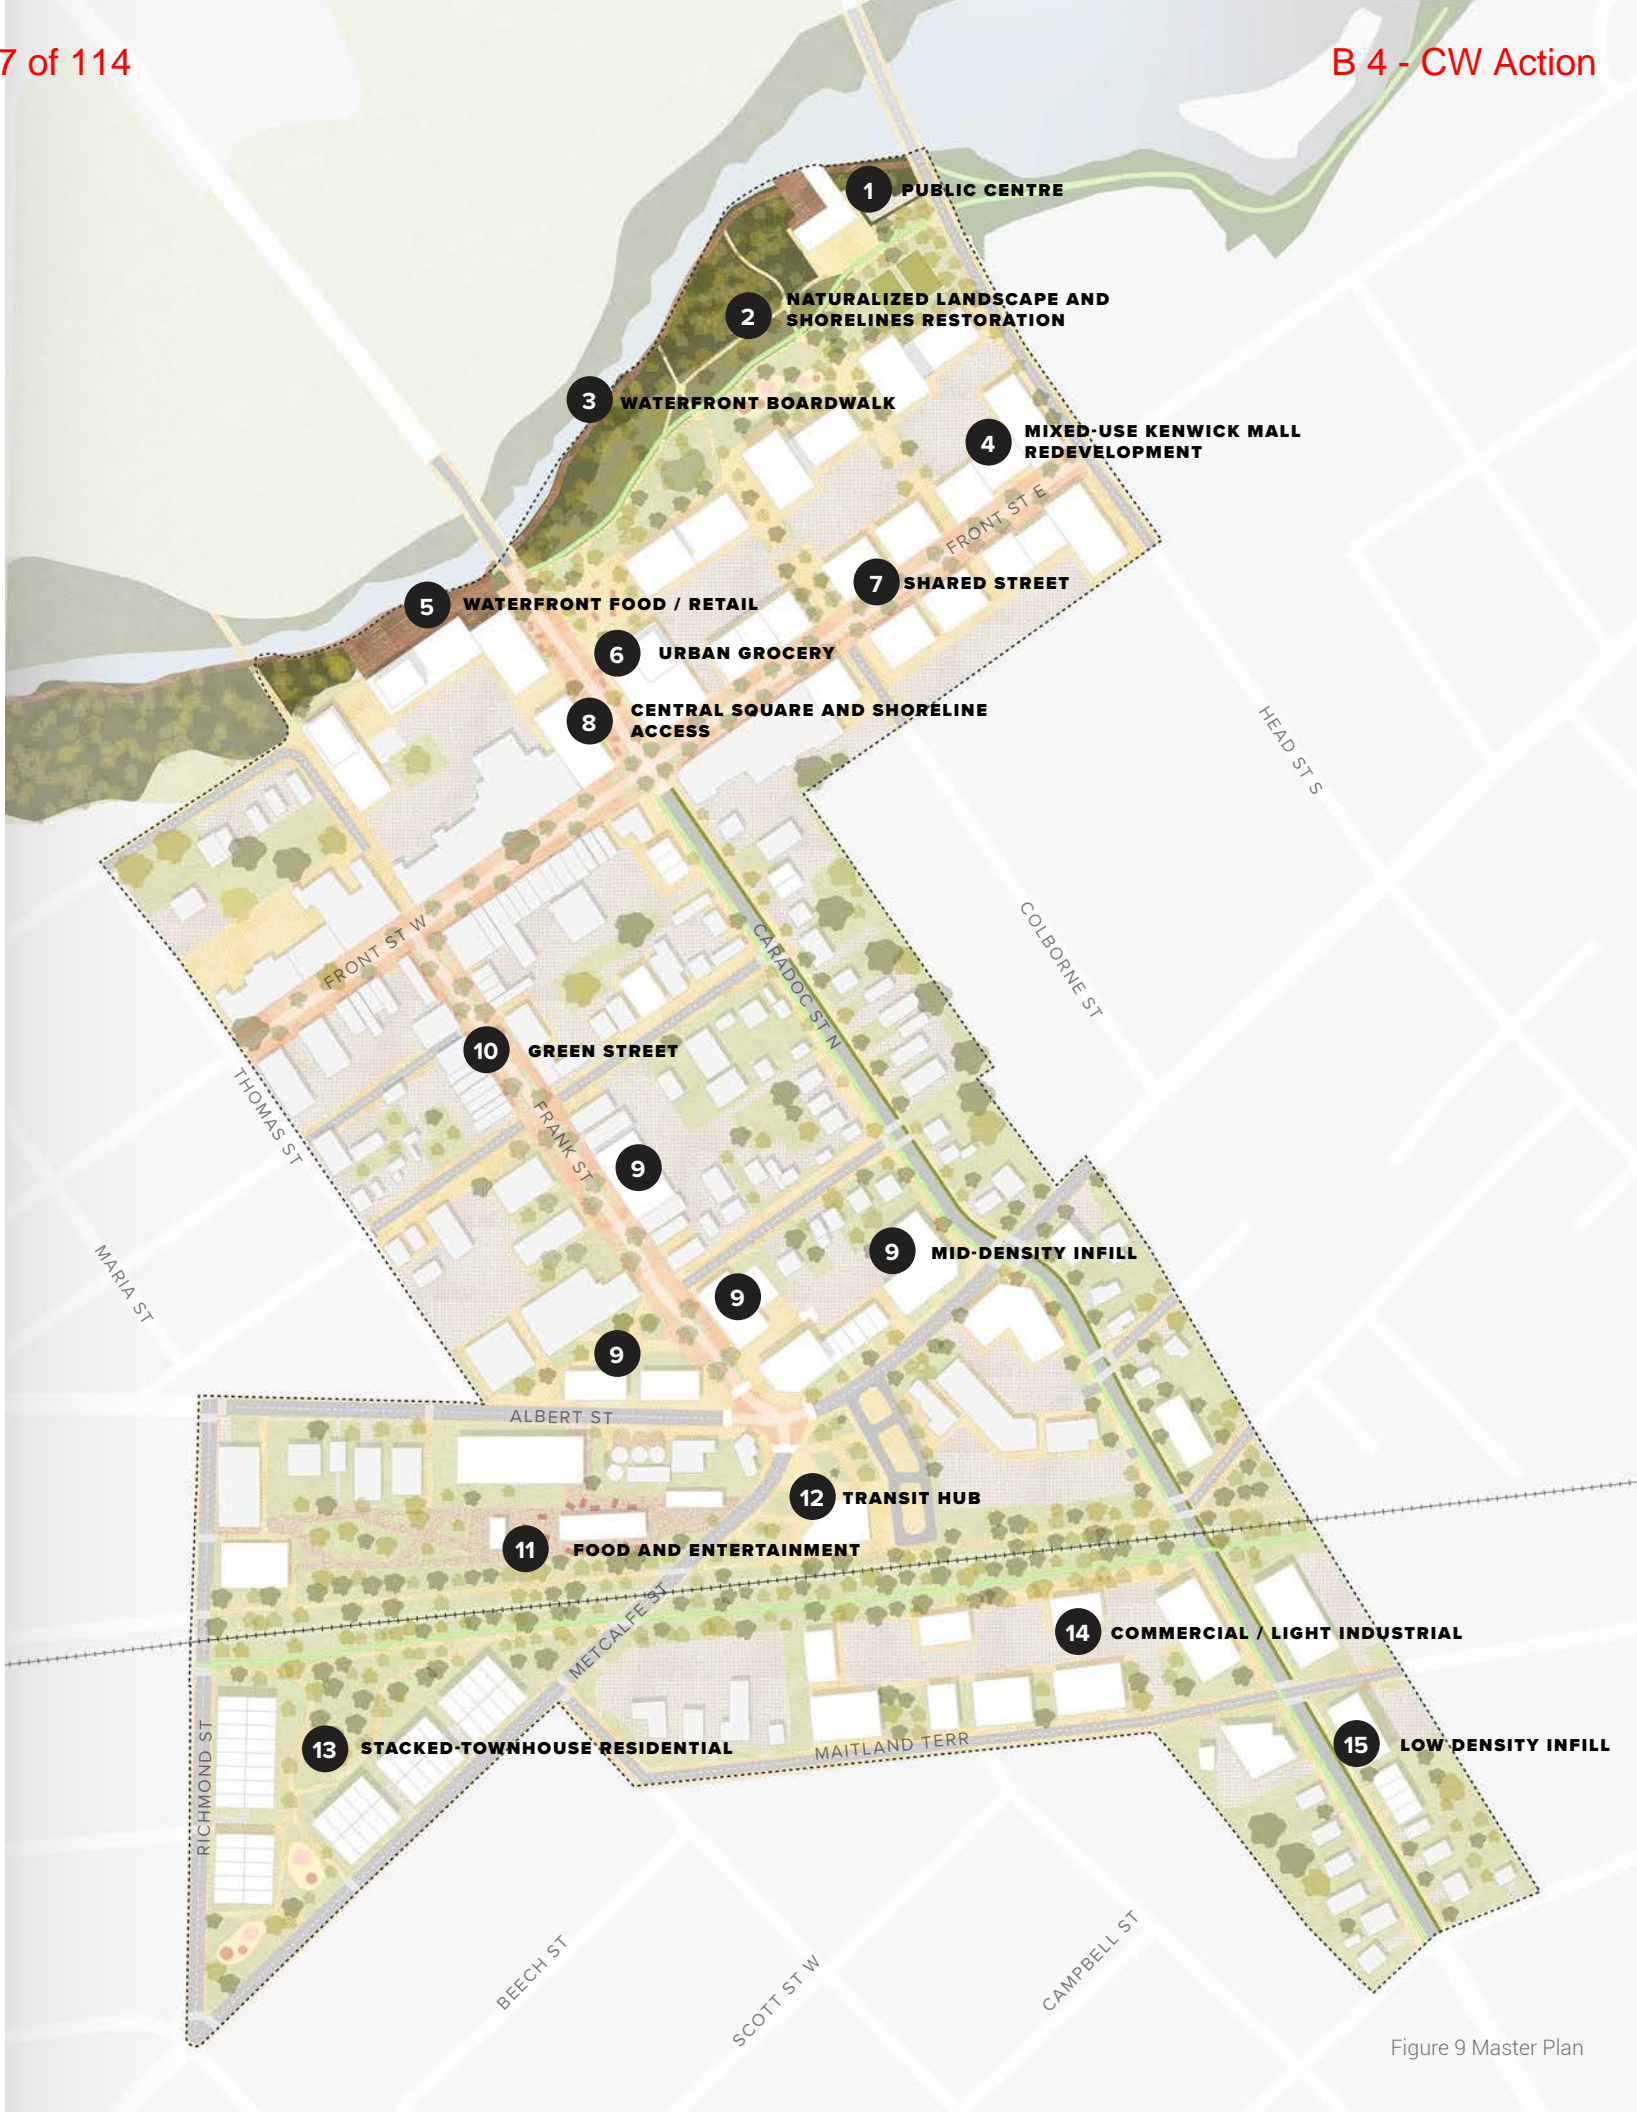 7 of 114
B 4 - CW Action
1 PUBLIC CENTRE
2 NATURALIZED LANDSCAPE AND
SHORELINES RESTORATION
3 WATERFRONT BOARDWALK
4 MIXED-USE KENWICK MALL
REDEVELOPMENT
FRONT ST E
7 SHARED STREET
5 WATERFRONT FOOD / RETAIL
6 URBAN GROCERY
8 CENTRAL SQUARE AND SHORELINE
ACCESS
HEAD ST S
FRONT ST W
CARADOC ST N
COLBORNE ST
10 GREEN STREET
THOMAS ST
FRANK ST
9
MARIA ST
9 MID-DENSITY INFILL
9
9
ALBERT ST
12 TRANSIT HUB
11 FOOD AND ENTERTAINMENT
METCALFE ST
14 COMMERCIAL / LIGHT INDUSTRIAL
RICHMOND ST
13 STACKED-TOWNHOUSE RESIDENTIAL
MAITLAND TERR
15 LOW DENSITY INFILL
BEECH ST
SCOTT ST W
CAMPBELL ST
Figure 9 Master Plan